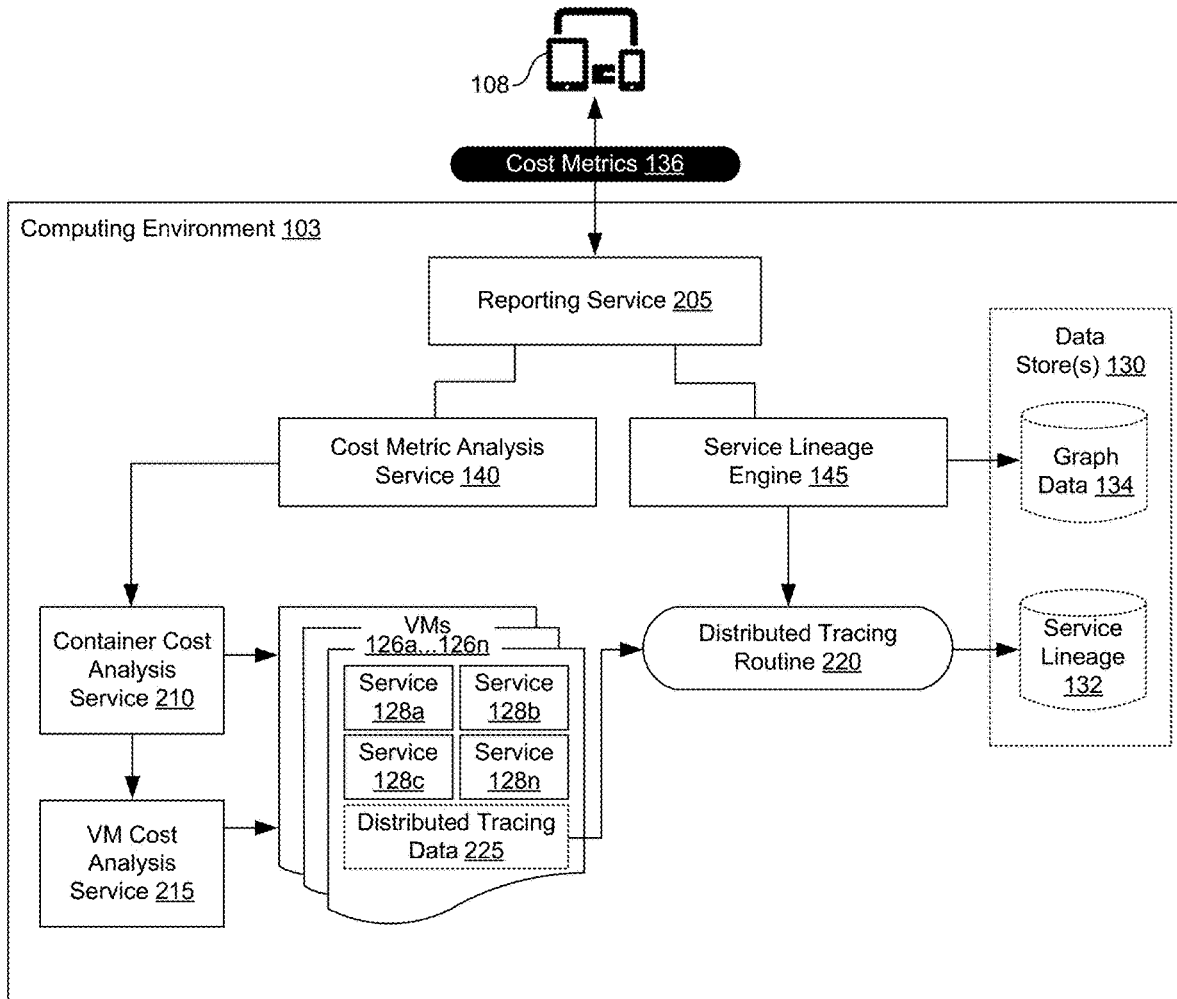 108
Cost Metrics 136
Computing Environment 103
Reporting Service 205
Data
Store(s) 130
Cost Metric Analysis
Service 140
Service Lineage
Engine 145
Graph
Data 134
Container Cost
Analysis
Service 210
VMs
126a...126n
Service
128a
Service
128b
Service
128c
Service
128n
Distributed Tracing
Data 225
Distributed Tracing
Routine 220
Service
Lineage
132
VM Cost
Analysis
Service 215